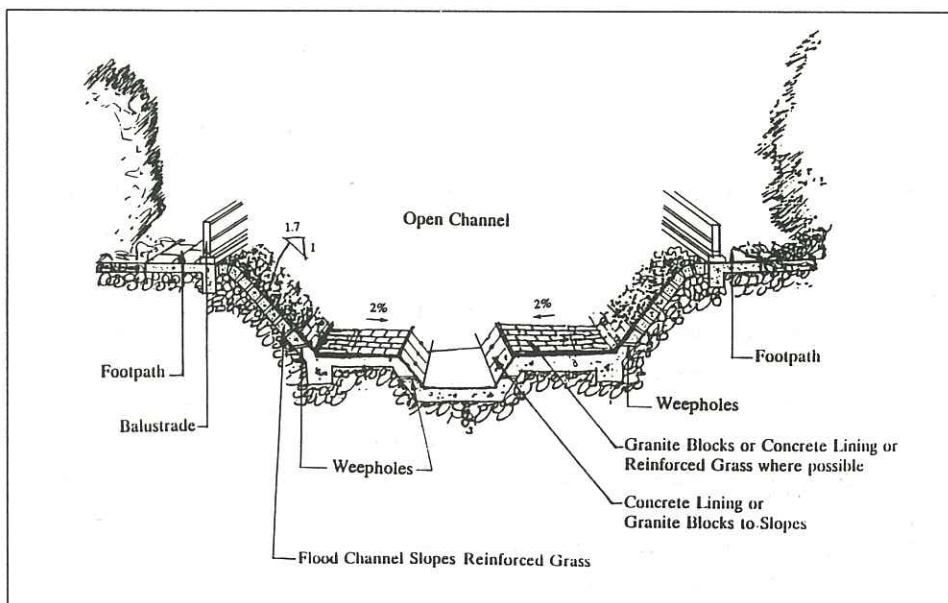 Open Channel
1.7
1
2%
2%
Footpath
Footpath
Balustrade
Weepholes
Weepholes
Granite Blocks or Concrete Lining or
Reinforced Grass where possible
Concrete Lining or
Granite Blocks to Slopes
Flood Channel Slopes Reinforced Grass